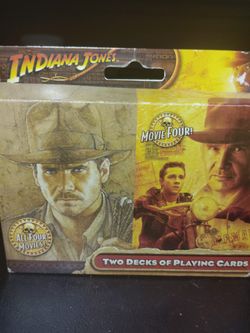 INDIANA JONES
MOVIE FOUR!
ALL FOUR
MOVIES!
TWO DECKS OF PLAYING CARDS